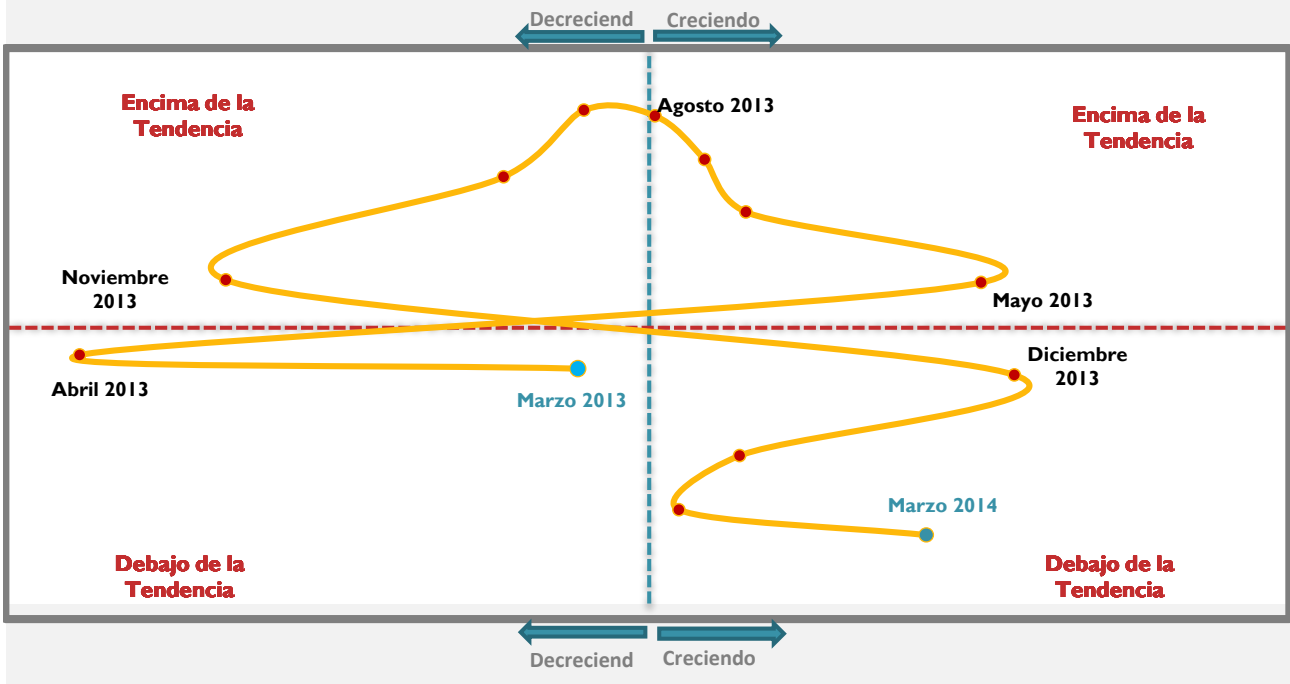 Decreciend
Creciendo
Encima de la
Tendencia
Agosto 2013
Encima de la
Tendencia
Noviembre
2013
Mayo 2013
Diciembre
2013
Abril 2013
Marzo 2013
Marzo 2014
Debajo de la
Tendencia
Debajo de la
Tendencia
Decreciend
Creciendo